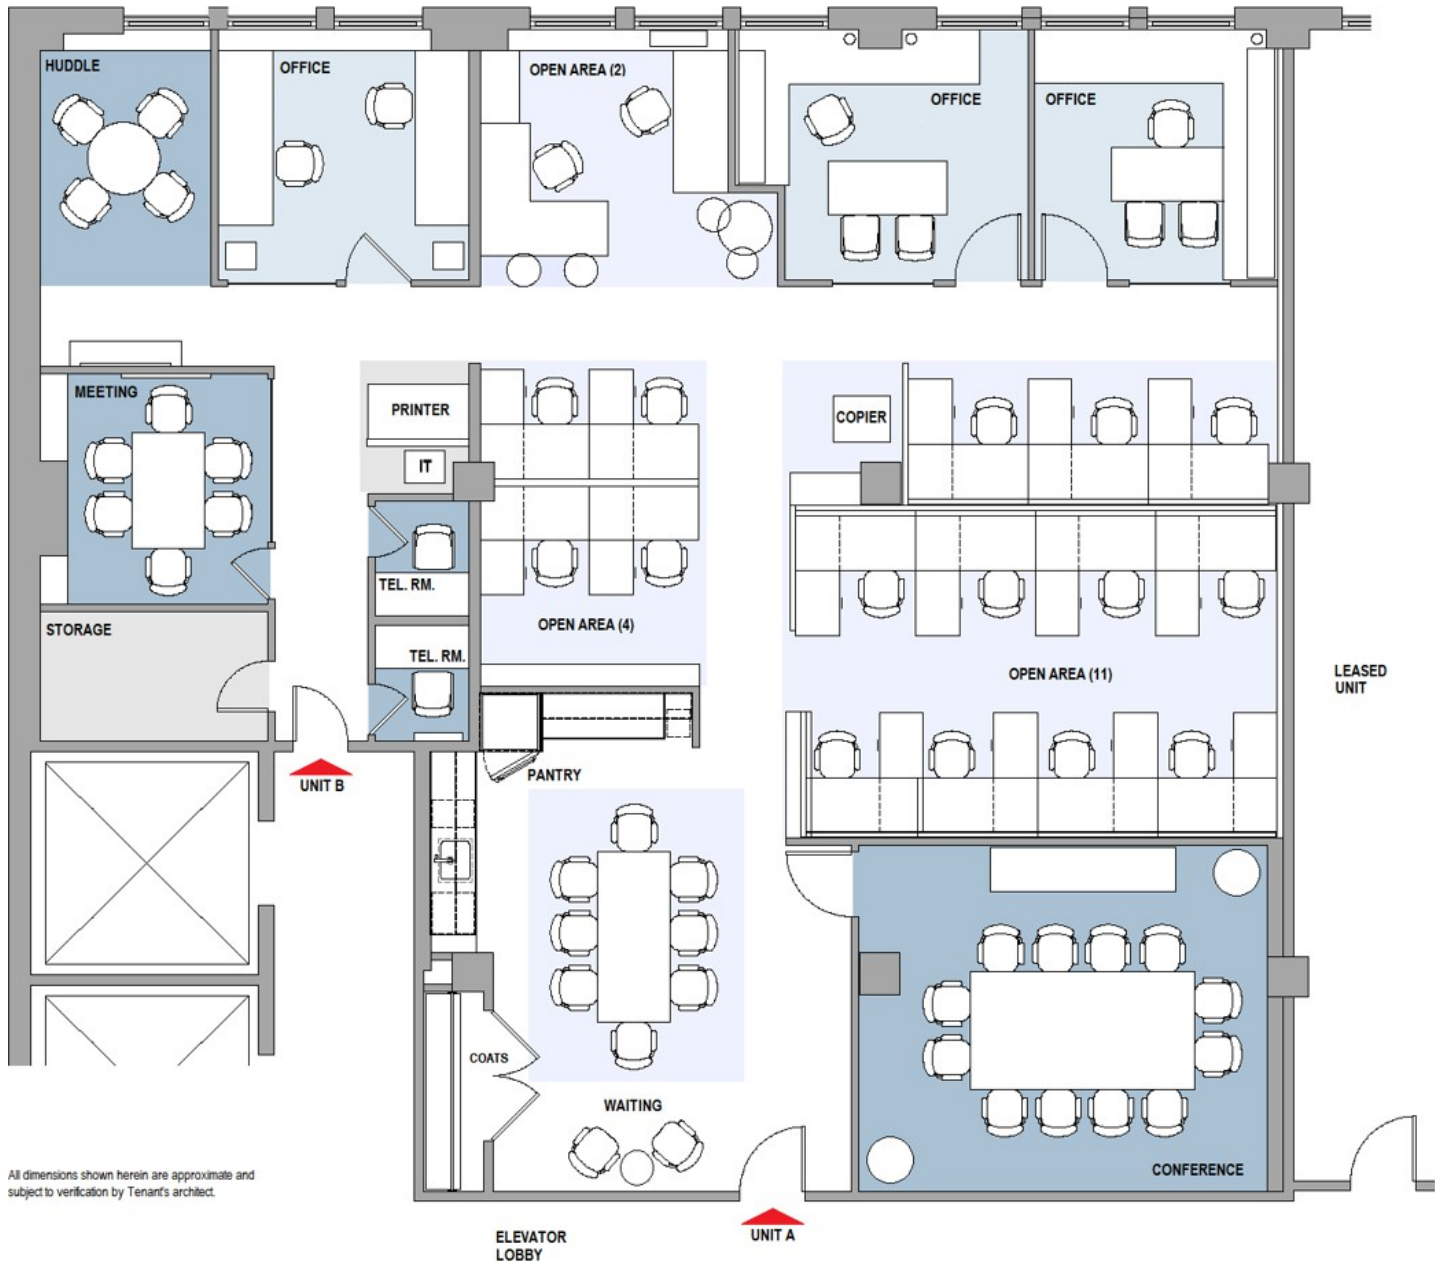 HUDDLE
OFFICE
OPEN AREA (2)
OFFICE
OFFICE
MEETING
PRINTER
IT
COPIER
TEL. RM.
STORAGE
OPEN AREA (4)
TEL. RM.
OPEN AREA (11)
LEASED
UNIT
UNIT B
PANTRY
COATS
WAITING
CONFERENCE
All dimensions shown herein are approximate and
subject to verification by Tenant's architect.
ELEVATOR
LOBBY
UNIT A